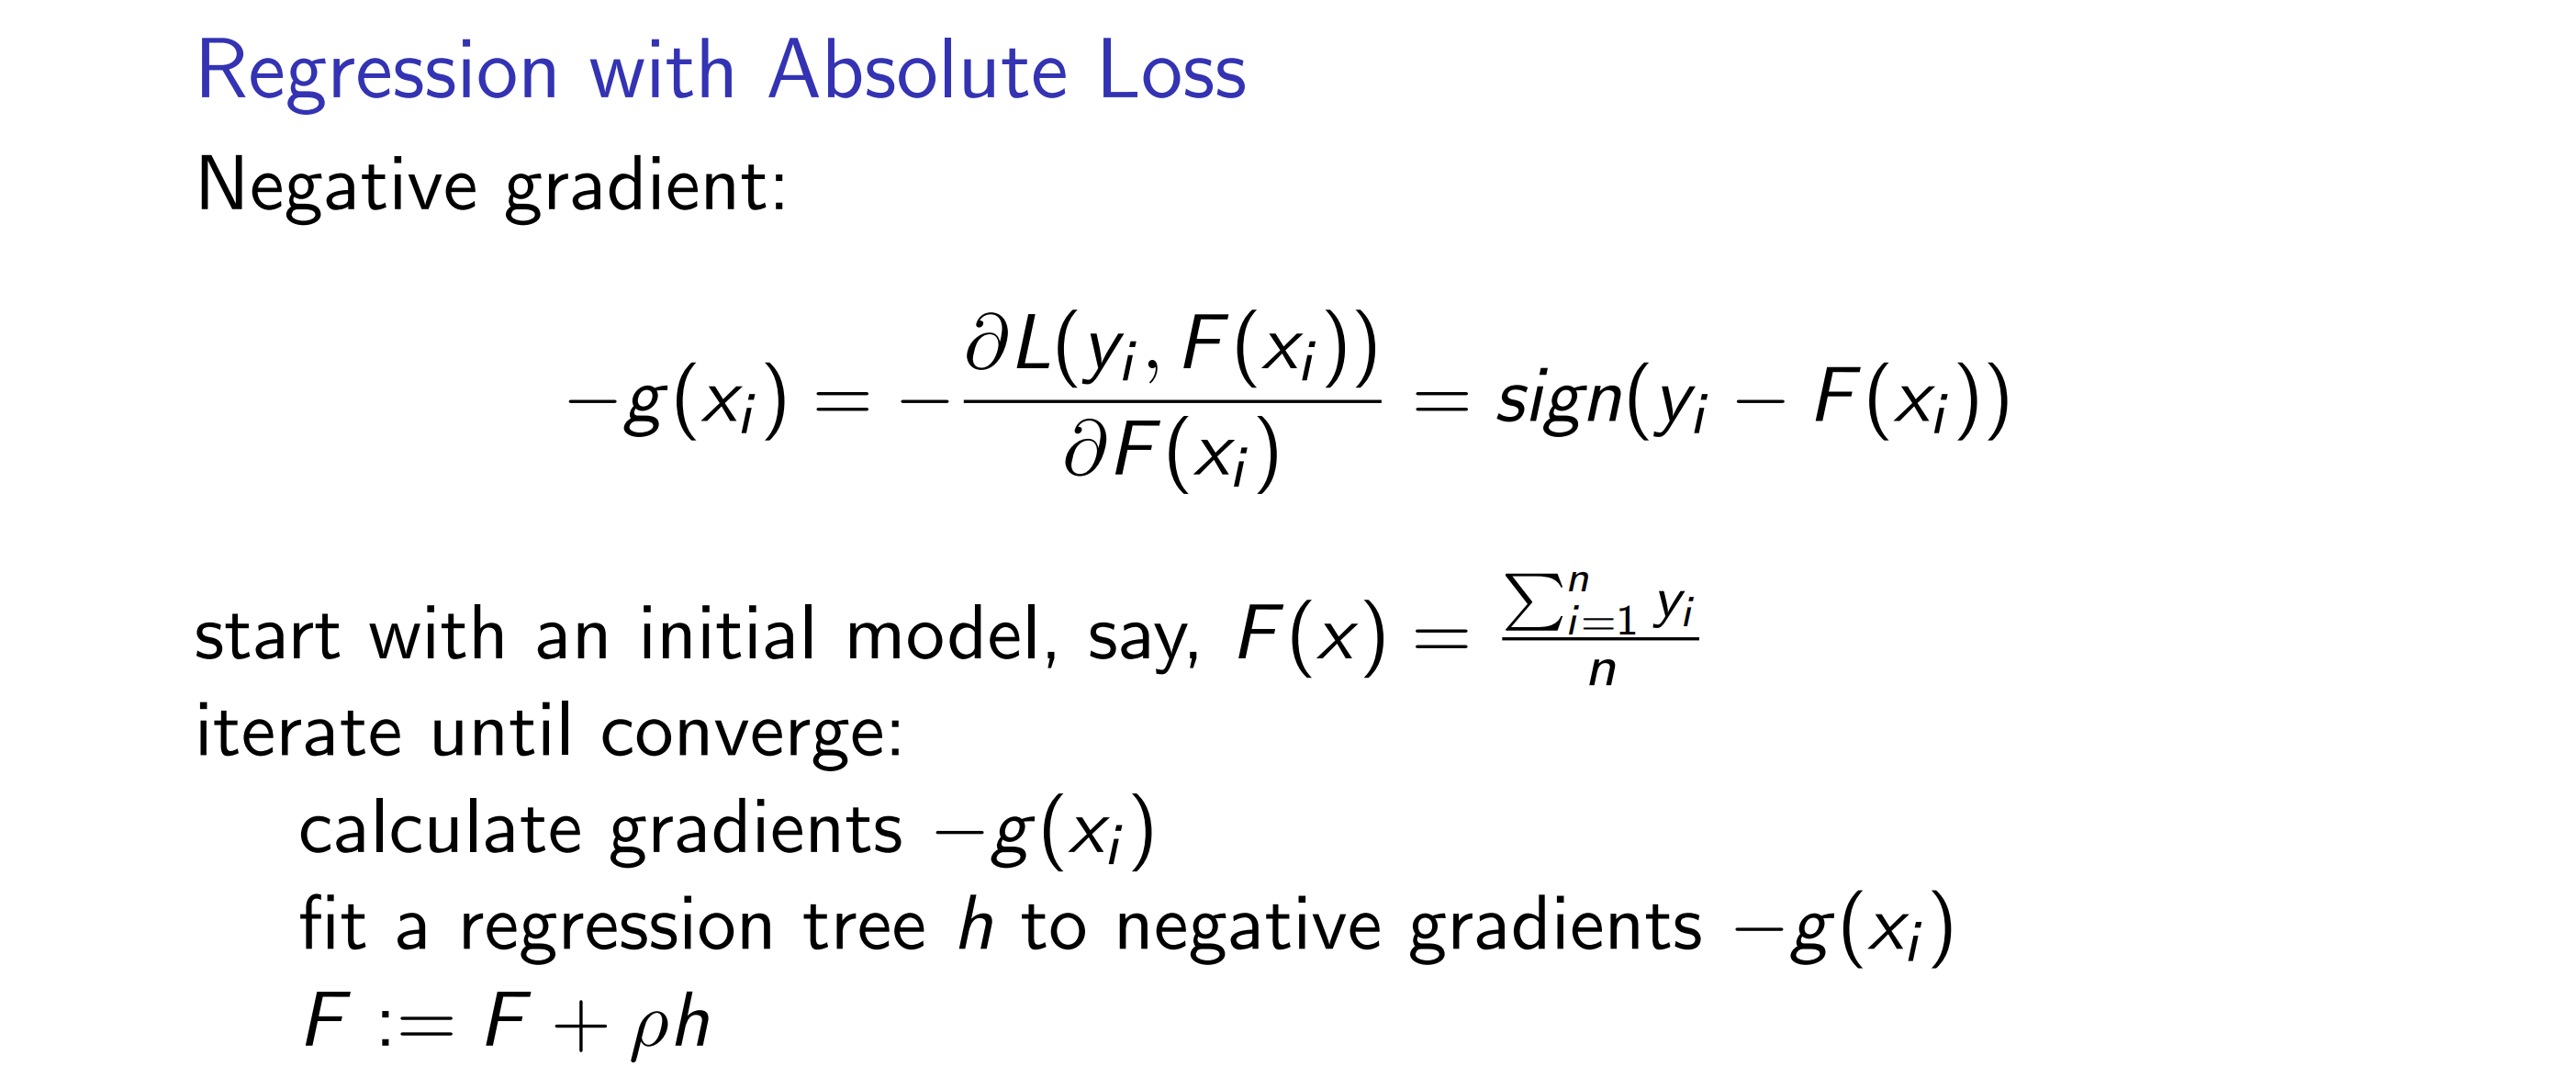 Regression with Absolute Loss
Negative gradient:
$-g(x_i) = -\frac{\partial L(y_i, F(x_i))}{\partial F(x_i)} = sign(y_i - F(x_i))$
start with an initial model, say, $F(x) = \frac{\sum_{i=1}^{n} y_i}{n}$
iterate until converge:
calculate gradients $-g(x_i)$
fit a regression tree $h$ to negative gradients $-g(x_i)$
$F := F + \rho h$